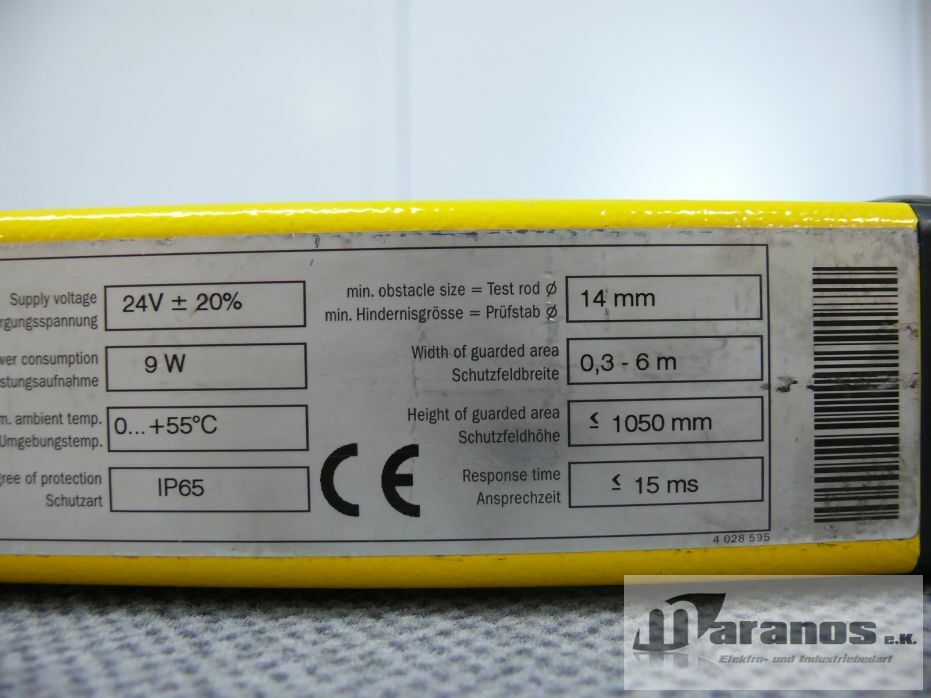 Supply voltage 24V ± 20%
rgungsspannung
wer consumption 9 W
stungsaufnahme
m. ambient temp. 0...+55°C
Umgebungstemp.
gree of protection IP65
Schutzart
CE
min. obstacle size = Test rod Ø 14 mm
min. Hindernisgrösse = Prüfstab Ø
Width of guarded area 0,3 - 6 m
Schutzfeldbreite
Height of guarded area ≤ 1050 mm
Schutzfeldhöhe
Response time ≤ 15 ms
Ansprechzeit
4 028 595
Maranos e.K.
Elektro- und Industriebedarf